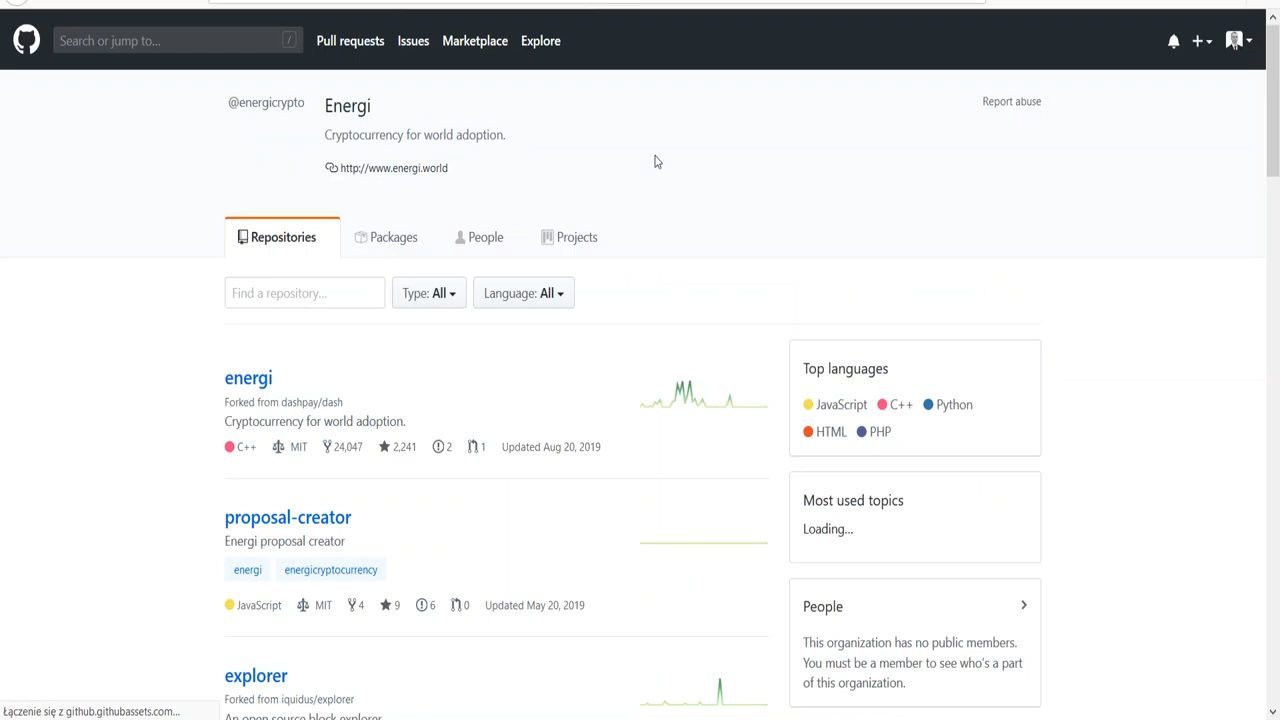 Search or jump to... /
Pull requests Issues Marketplace Explore
@energicrypto
Energi
Report abuse
Cryptocurrency for world adoption.
http://www.energi.world
Repositories Packages People Projects
Find a repository...
Type: All
Language: All
energi
Forked from dashpay/dash
Cryptocurrency for world adoption.
C++ MIT 24,047 2,241 2 1 Updated Aug 20, 2019
proposal-creator
Energi proposal creator
energi energicryptocurrency
JavaScript MIT 4 9 6 0 Updated May 20, 2019
explorer
Forked from iquidus/explorer
An open source block explorer
Top languages
JavaScript C++ Python
HTML PHP
Most used topics
Loading...
People
This organization has no public members.
You must be a member to see who's a part
of this organization.
Łączenie się z github.githubassets.com...